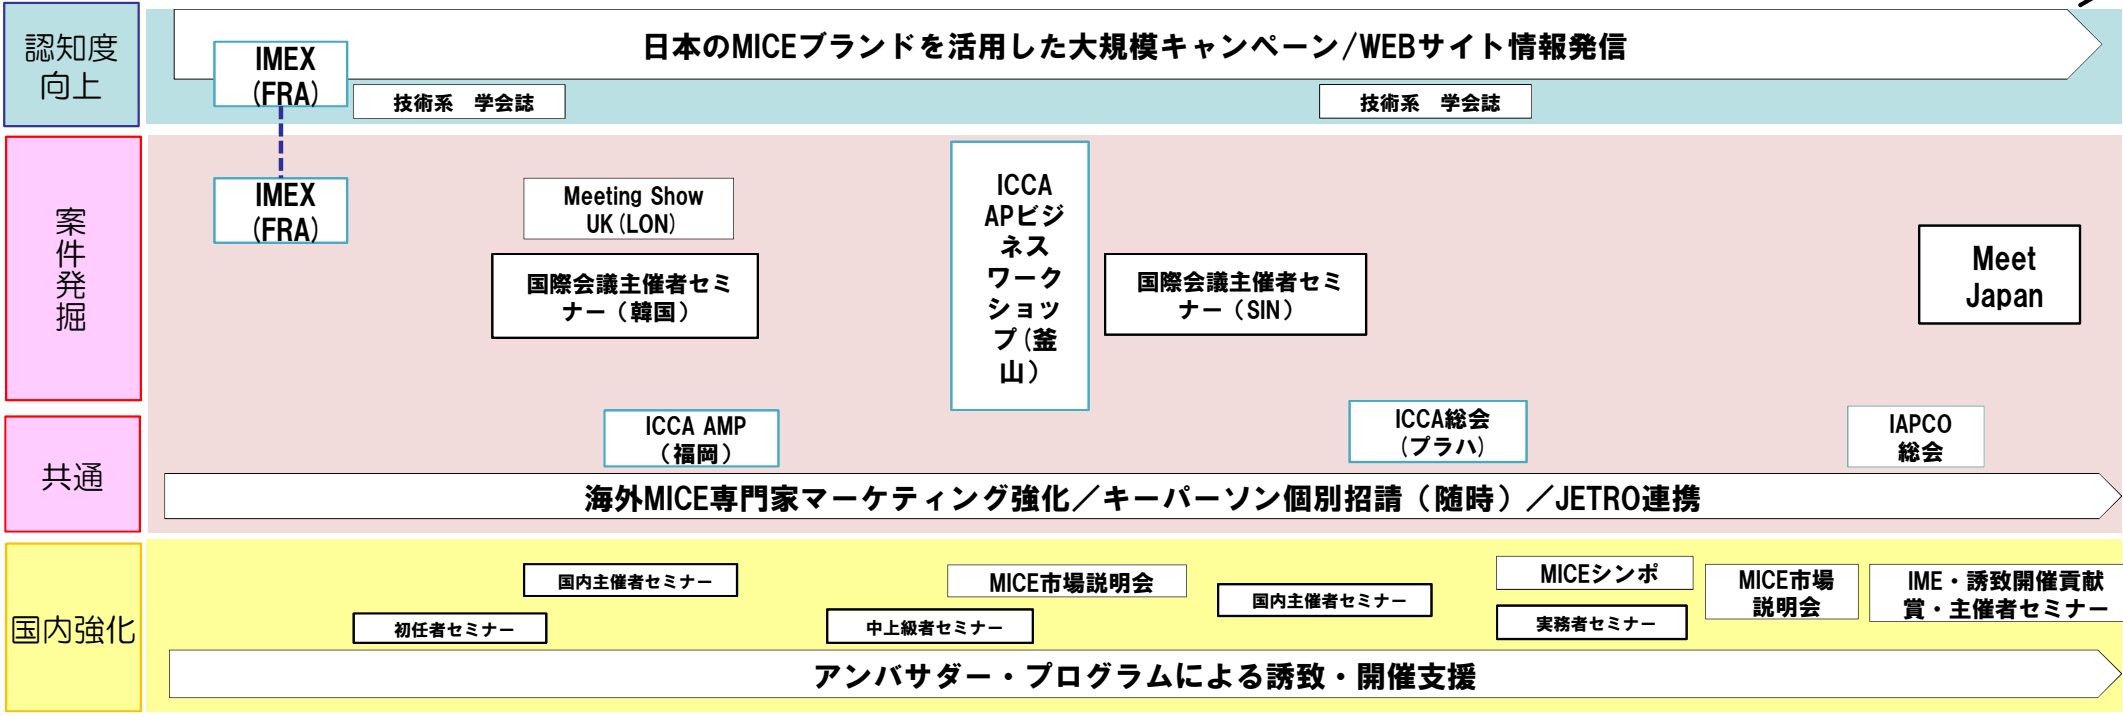 認知度
向上
日本のMICEブランドを活用した大規模キャンペーン/WEBサイト情報発信
IMEX
(FRA)
技術系　学会誌
技術系　学会誌
案
件
発
掘
IMEX
(FRA)
Meeting Show
UK(LON)
国際会議主催者セミ
ナー（韓国）
ICCA
APビジ
ネス
ワーク
ショッ
プ(釜
山）
国際会議主催者セミ
ナー（SIN）
Meet
Japan
共通
ICCA AMP
（福岡）
ICCA総会
(プラハ)
IAPCO
総会
海外MICE専門家マーケティング強化／キーパーソン個別招請（随時）／JETRO連携
国内強化
国内主催者セミナー
初任者セミナー
MICE市場説明会
中上級者セミナー
国内主催者セミナー
MICEシンポ
実務者セミナー
MICE市場
説明会
IME・誘致開催貢献
賞・主催者セミナー
アンバサダー・プログラムによる誘致・開催支援